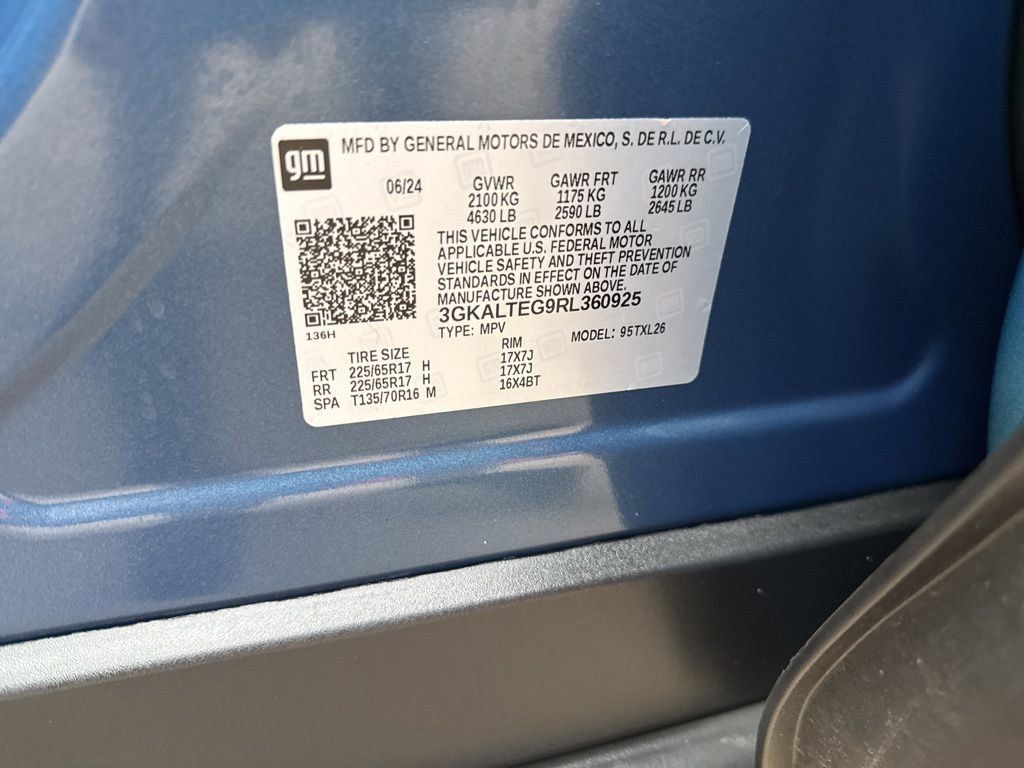 gm
MFD BY GENERAL MOTORS DE MEXICO, S. DE R.L. DE C.V.
06/24 GVWR GAWR FRT GAWR RR
2100 KG 1175 KG 1200 KG
4630 LB 2590 LB 2645 LB
THIS VEHICLE CONFORMS TO ALL
APPLICABLE U.S. FEDERAL MOTOR
VEHICLE SAFETY AND THEFT PREVENTION
STANDARDS IN EFFECT ON THE DATE OF
MANUFACTURE SHOWN ABOVE.
3GKALTEG9RL360925
136H TYPE: MPV MODEL: 95TXL26
TIRE SIZE RIM
FRT 225/65R17 H 17X7J
RR 225/65R17 H 17X7J
SPA T135/70R16 M 16X4BT